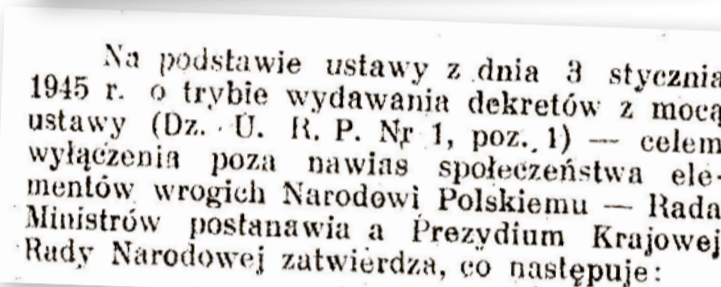 Na podstawie ustawy z dnia 3 stycznia
1945 r. o trybie wydawania dekretów z mocą
ustawy (Dz. U. R. P. Nr 1, poz. 1) — celem
wyłączenia poza nawias społeczeństwa ele-
mentów wrogich Narodowi Polskiemu — Rada
Ministrów postanawia a Prezydium Krajowej
Rady Narodowej zatwierdza, co następuje: